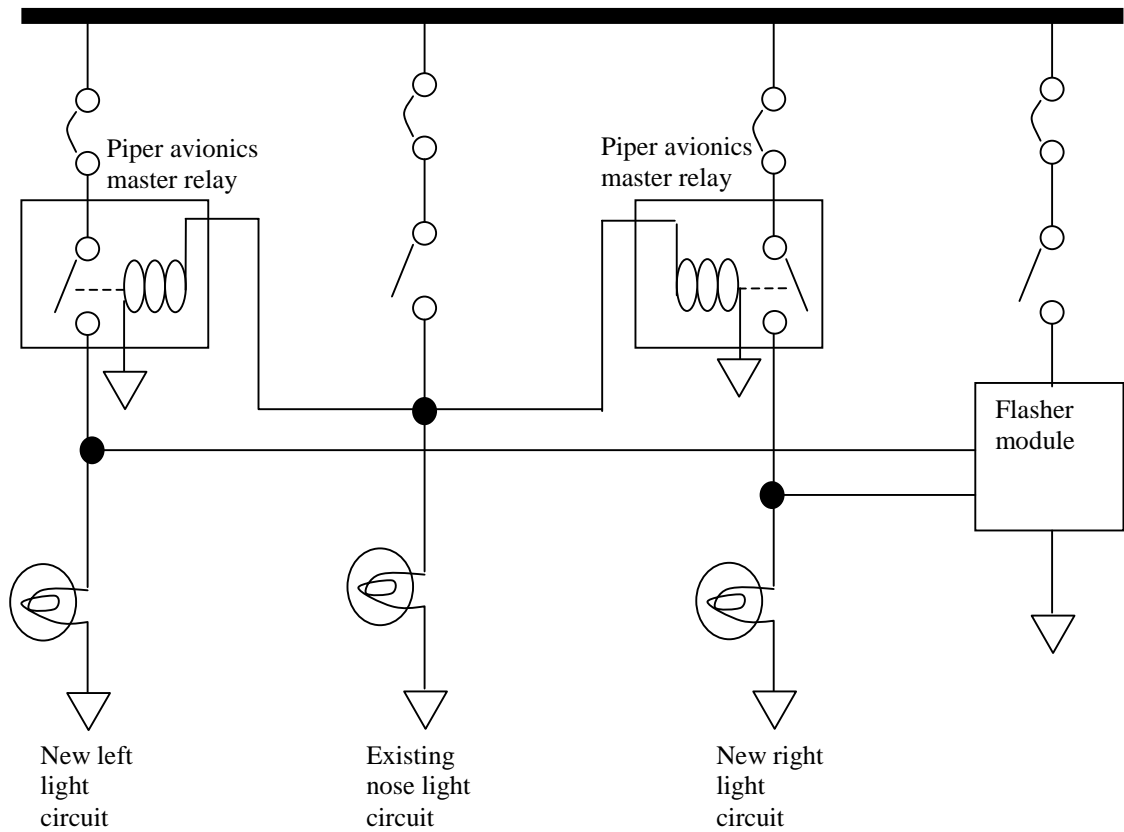 Piper avionics
master relay
Piper avionics
master relay
Flasher
module
New left
light
circuit
Existing
nose light
circuit
New right
light
circuit